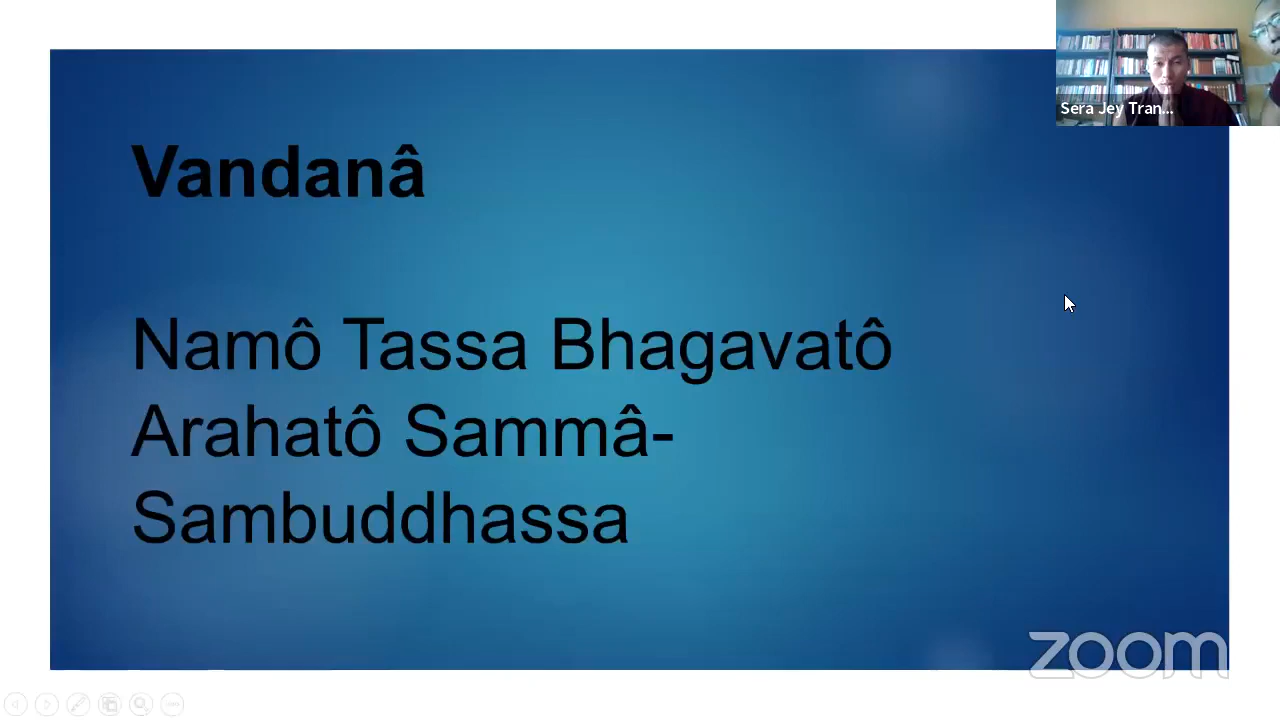 Sera Jey Tran...
Vandanâ
Namô Tassa Bhagavatô
Arahatô Sammâ-
Sambuddhassa
zoom